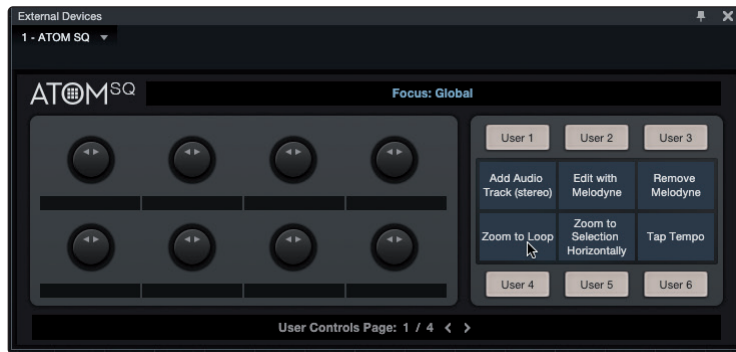 External Devices
1 - ATOM SQ
ATOM SQ
Focus: Global
User 1
User 2
User 3
Add Audio
Track (stereo)
Edit with
Melodyne
Remove
Melodyne
Zoom to Loop
Zoom to
Selection
Horizontally
Tap Tempo
User 4
User 5
User 6
User Controls Page: 1 / 4 < >